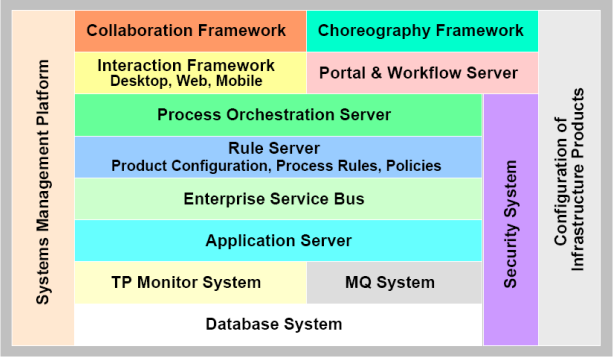 Systems Management Platform
Collaboration Framework
Choreography Framework
Interaction Framework
Desktop, Web, Mobile
Portal & Workflow Server
Process Orchestration Server
Rule Server
Product Configuration, Process Rules, Policies
Enterprise Service Bus
Application Server
TP Monitor System
MQ System
Database System
Security System
Configuration of
Infrastructure Products